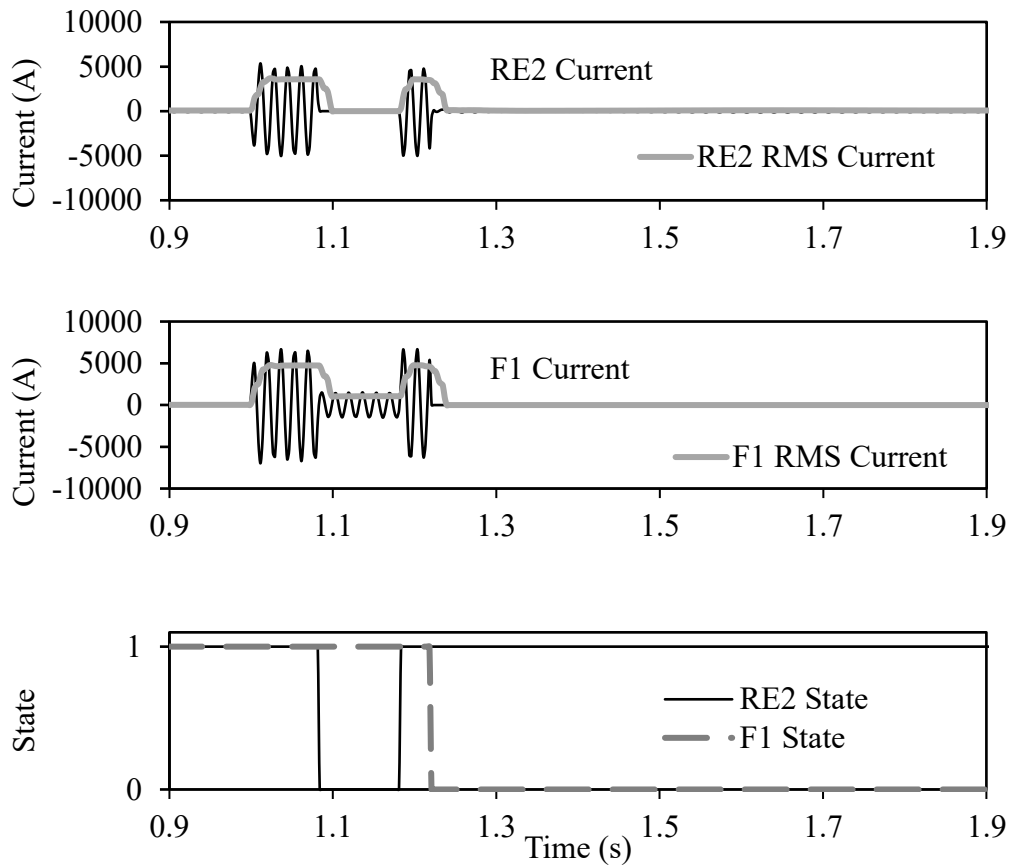 10000
5000
0
-5000
-10000
Current (A)
RE2 Current
RE2 RMS Current
0.9 1.1 1.3 1.5 1.7 1.9
10000
5000
0
-5000
-10000
Current (A)
F1 Current
F1 RMS Current
0.9 1.1 1.3 1.5 1.7 1.9
1
0
State
RE2 State
F1 State
0.9 1.1 1.3 1.5 1.7 1.9
Time (s)